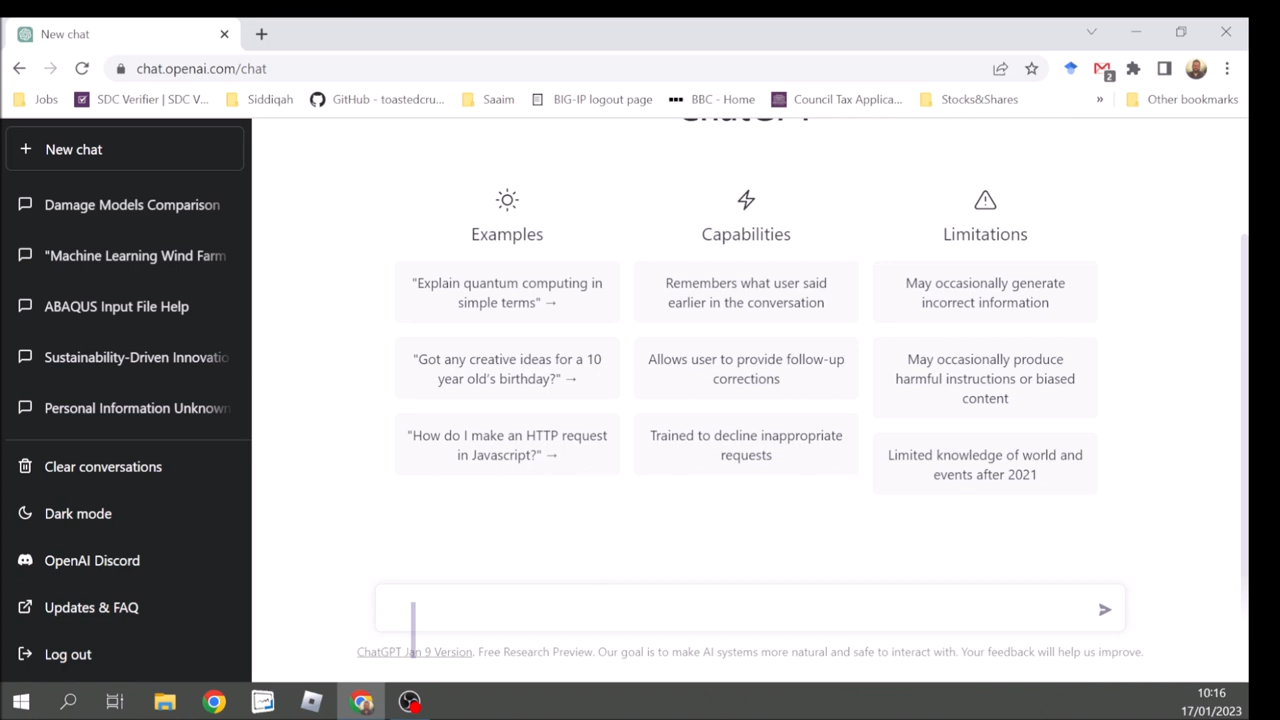 New chat
chat.openai.com/chat
2
Jobs
SDC Verifier | SDC V...
Siddiqah
GitHub - toastedcru...
Saaim
BIG-IP logout page
BBC - Home
Council Tax Applica...
Stocks&Shares
»
Other bookmarks
+ New chat
Damage Models Comparison
"Machine Learning Wind Farm
ABAQUS Input File Help
Sustainability-Driven Innovatio
Personal Information Unknown
Clear conversations
Dark mode
OpenAI Discord
Updates & FAQ
Log out
ChatGPT
Examples
"Explain quantum computing in
simple terms" →
"Got any creative ideas for a 10
year old's birthday?" →
"How do I make an HTTP request
in Javascript?" →
Capabilities
Remembers what user said
earlier in the conversation
Allows user to provide follow-up
corrections
Trained to decline inappropriate
requests
Limitations
May occasionally generate
incorrect information
May occasionally produce
harmful instructions or biased
content
Limited knowledge of world and
events after 2021
ChatGPT Jan 9 Version. Free Research Preview. Our goal is to make AI systems more natural and safe to interact with. Your feedback will help us improve.
10:16
17/01/2023